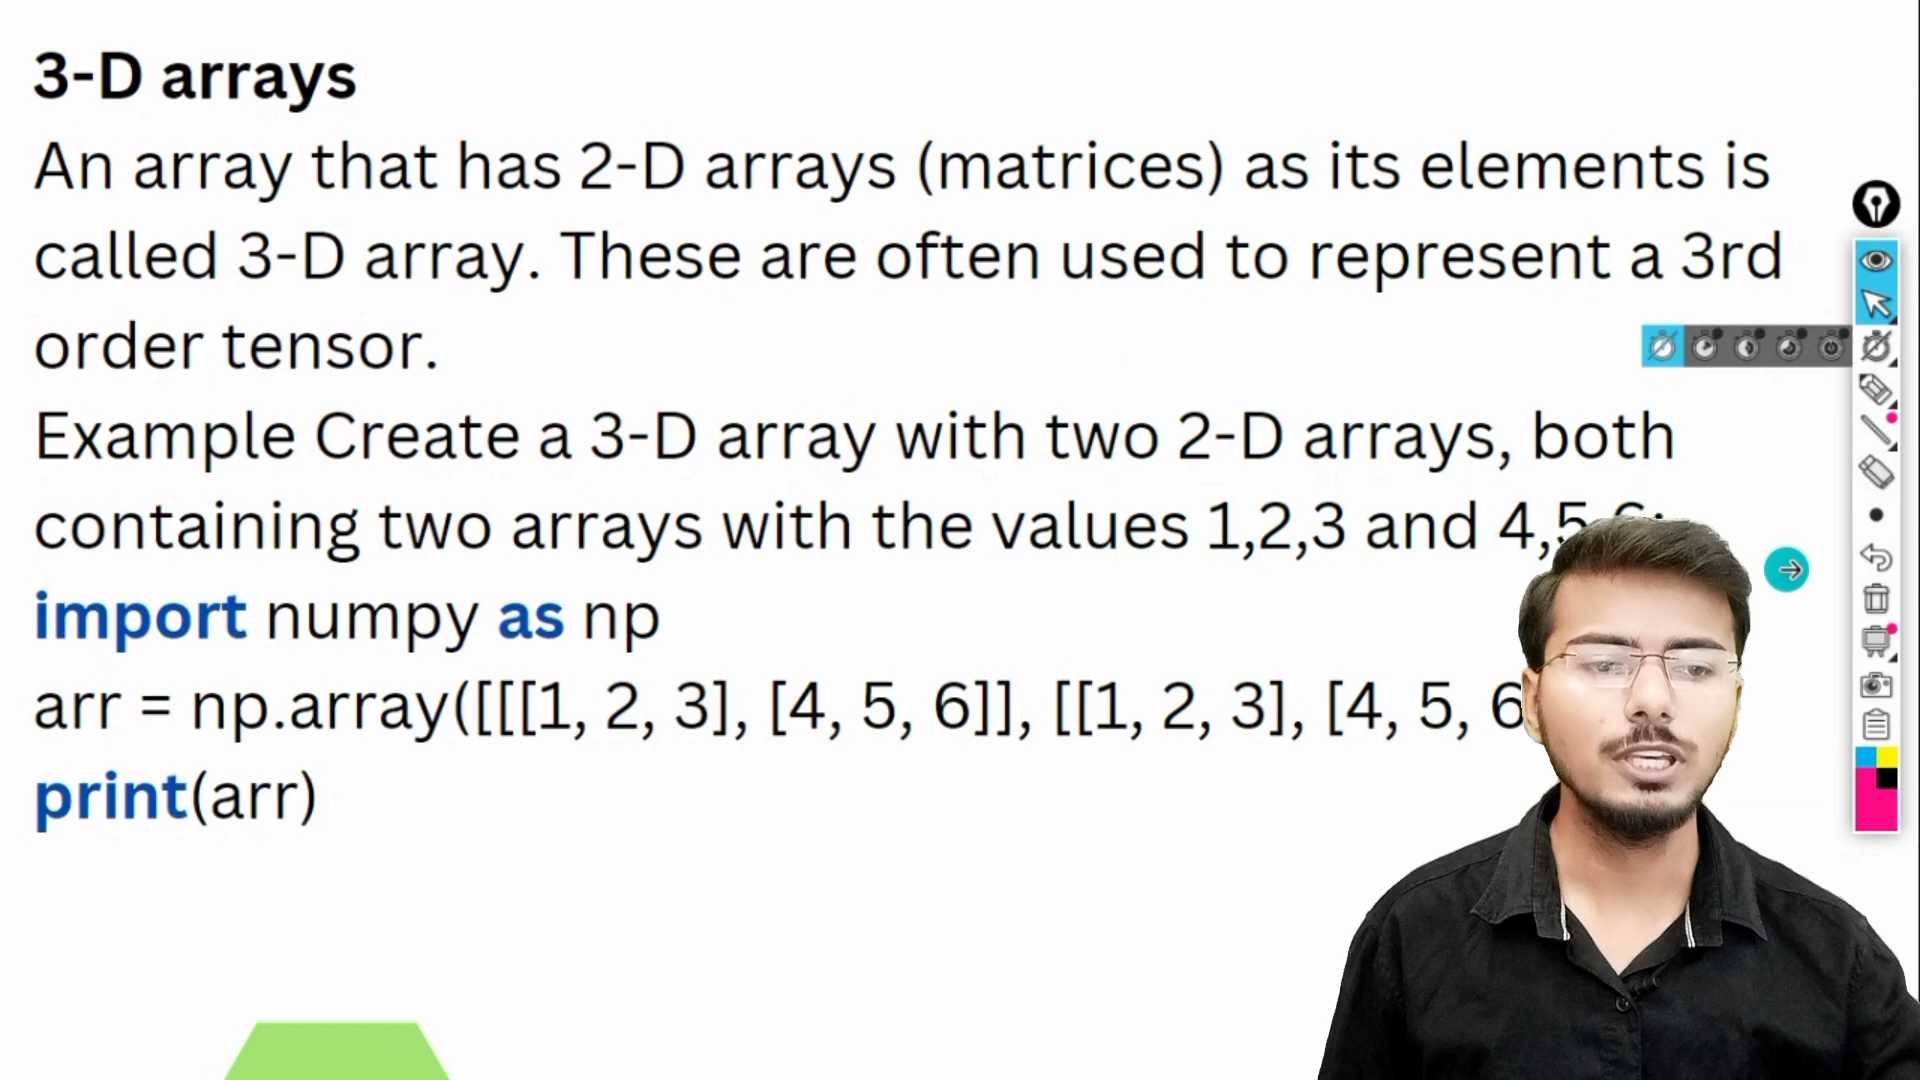 3-D arrays
An array that has 2-D arrays (matrices) as its elements is
called 3-D array. These are often used to represent a 3rd
order tensor.
Example Create a 3-D array with two 2-D arrays, both
containing two arrays with the values 1,2,3 and 4,5,6:
import numpy as np
arr = np.array([[[1, 2, 3], [4, 5, 6]], [[1, 2, 3], [4, 5, 6
print(arr)